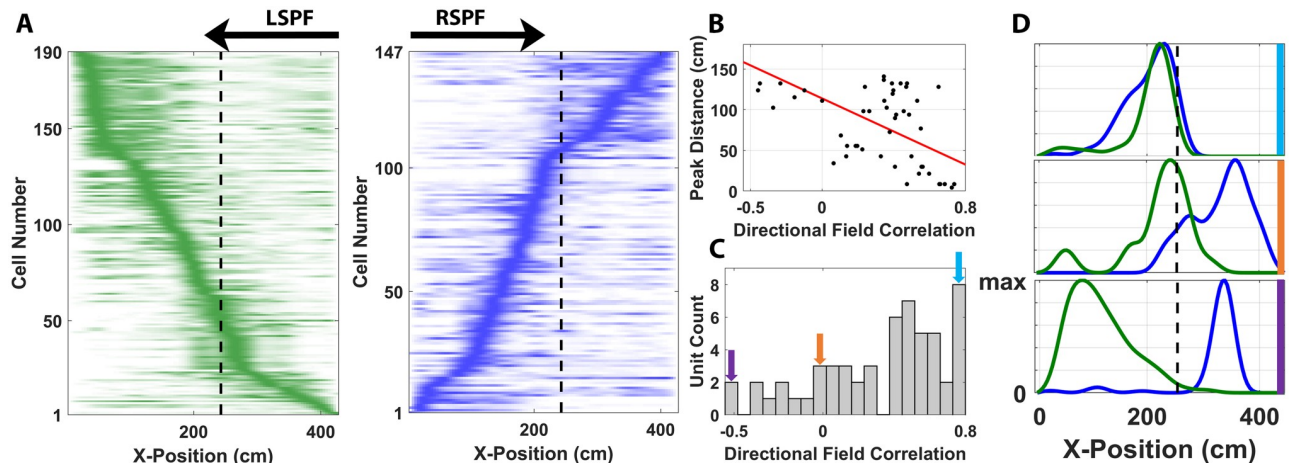 A
LSPF
190
150
100
50
1
Cell Number
200
400
X-Position (cm)
RSPF
147
100
50
1
Cell Number
200
400
X-Position (cm)
B
Peak Distance (cm)
150
100
50
0
-0.5
0
0.8
Directional Field Correlation
C
Unit Count
8
6
4
2
0
-0.5
0
0.8
Directional Field Correlation
D
max
0
0
200
400
X-Position (cm)